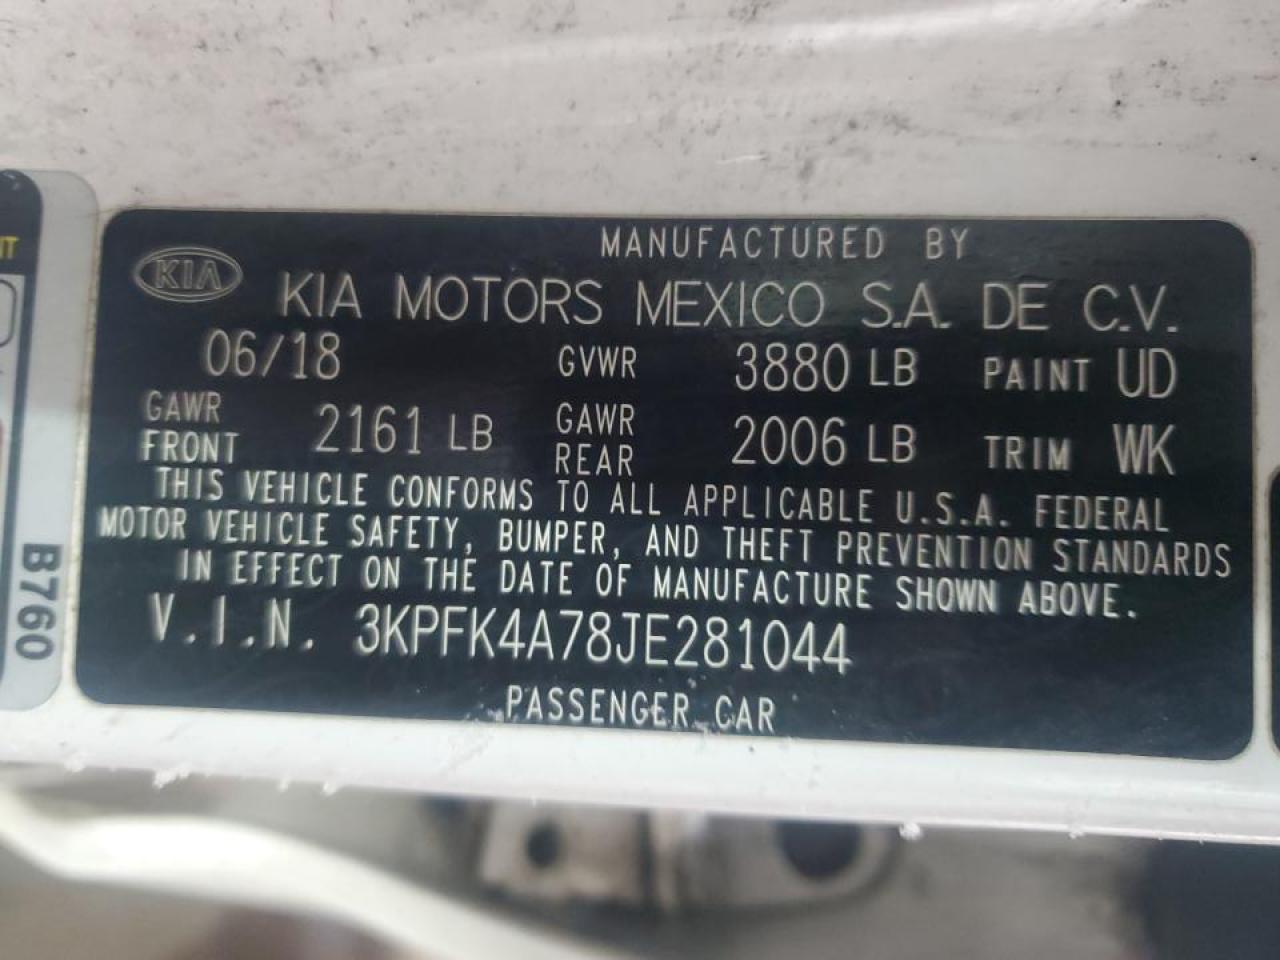 MANUFACTURED BY
KIA
KIA MOTORS MEXICO S.A. DE C.V.
06/18 GVWR 3880 LB PAINT UD
GAWR FRONT 2161 LB GAWR REAR 2006 LB TRIM WK
THIS VEHICLE CONFORMS TO ALL APPLICABLE U.S.A. FEDERAL
MOTOR VEHICLE SAFETY, BUMPER, AND THEFT PREVENTION STANDARDS
IN EFFECT ON THE DATE OF MANUFACTURE SHOWN ABOVE.
V.I.N. 3KPFK4A78JE281044
PASSENGER CAR
B760